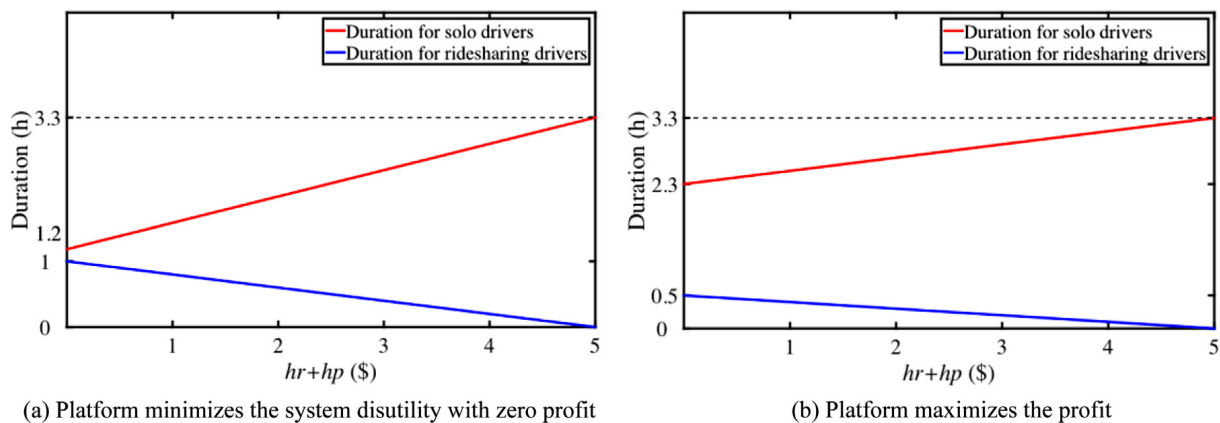 Duration for solo drivers
Duration for ridesharing drivers
Duration (h)
3.3
1.2
1
0
1 2 3 4 5
hr+hp ($)
(a) Platform minimizes the system disutility with zero profit
Duration for solo drivers
Duration for ridesharing drivers
Duration (h)
3.3
2.3
0.5
0
1 2 3 4 5
hr+hp ($)
(b) Platform maximizes the profit